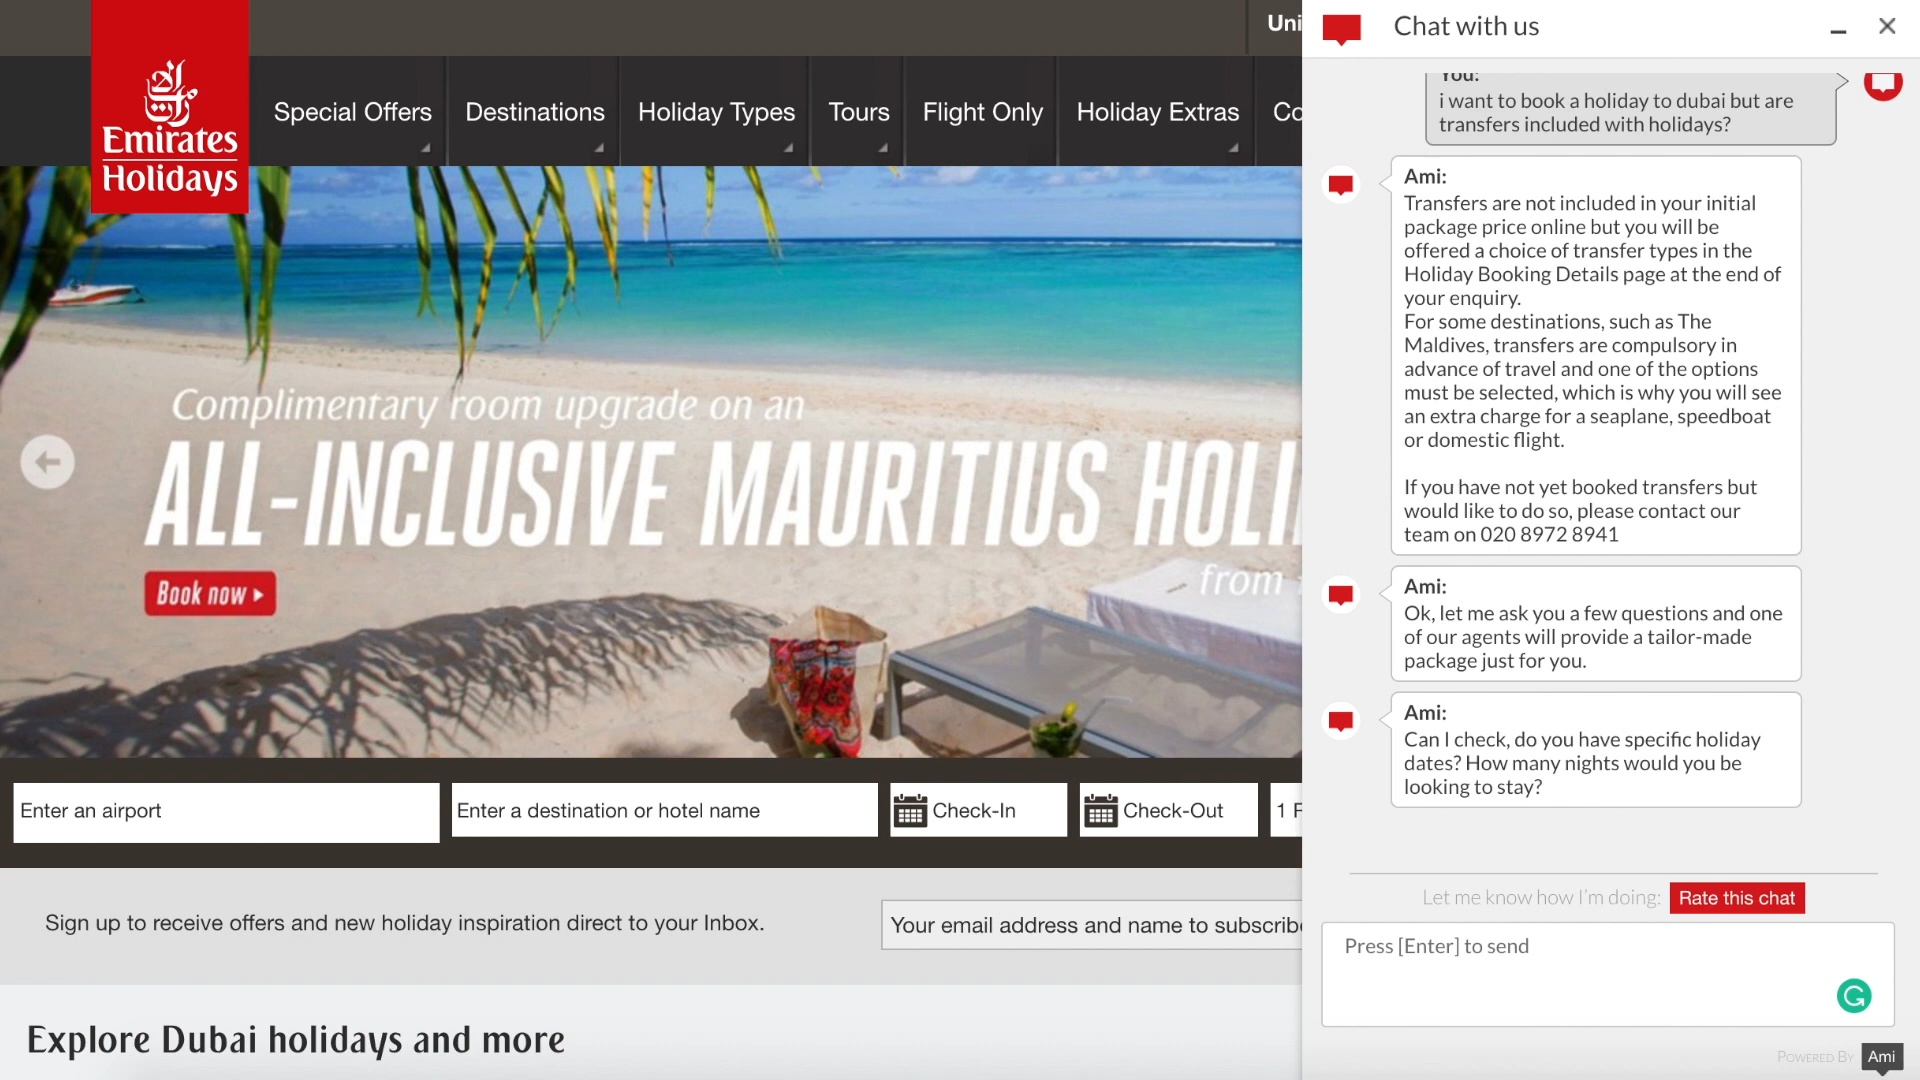 Uni
Emirates
Holidays
Special Offers
Destinations
Holiday Types
Tours
Flight Only
Holiday Extras
Co
Complimentary room upgrade on an
ALL-INCLUSIVE MAURITIUS HOLI
from
Book now
Enter an airport
Enter a destination or hotel name
Check-In
Check-Out
1
Sign up to receive offers and new holiday inspiration direct to your Inbox.
Your email address and name to subscribe
Explore Dubai holidays and more
Chat with us
You:
i want to book a holiday to dubai but are
transfers included with holidays?
Ami:
Transfers are not included in your initial
package price online but you will be
offered a choice of transfer types in the
Holiday Booking Details page at the end of
your enquiry.
For some destinations, such as The
Maldives, transfers are compulsory in
advance of travel and one of the options
must be selected, which is why you will see
an extra charge for a seaplane, speedboat
or domestic flight.
If you have not yet booked transfers but
would like to do so, please contact our
team on 020 8972 8941
Ami:
Ok, let me ask you a few questions and one
of our agents will provide a tailor-made
package just for you.
Ami:
Can I check, do you have specific holiday
dates? How many nights would you be
looking to stay?
Let me know how I'm doing:
Rate this chat
Press [Enter] to send
Powered By Ami